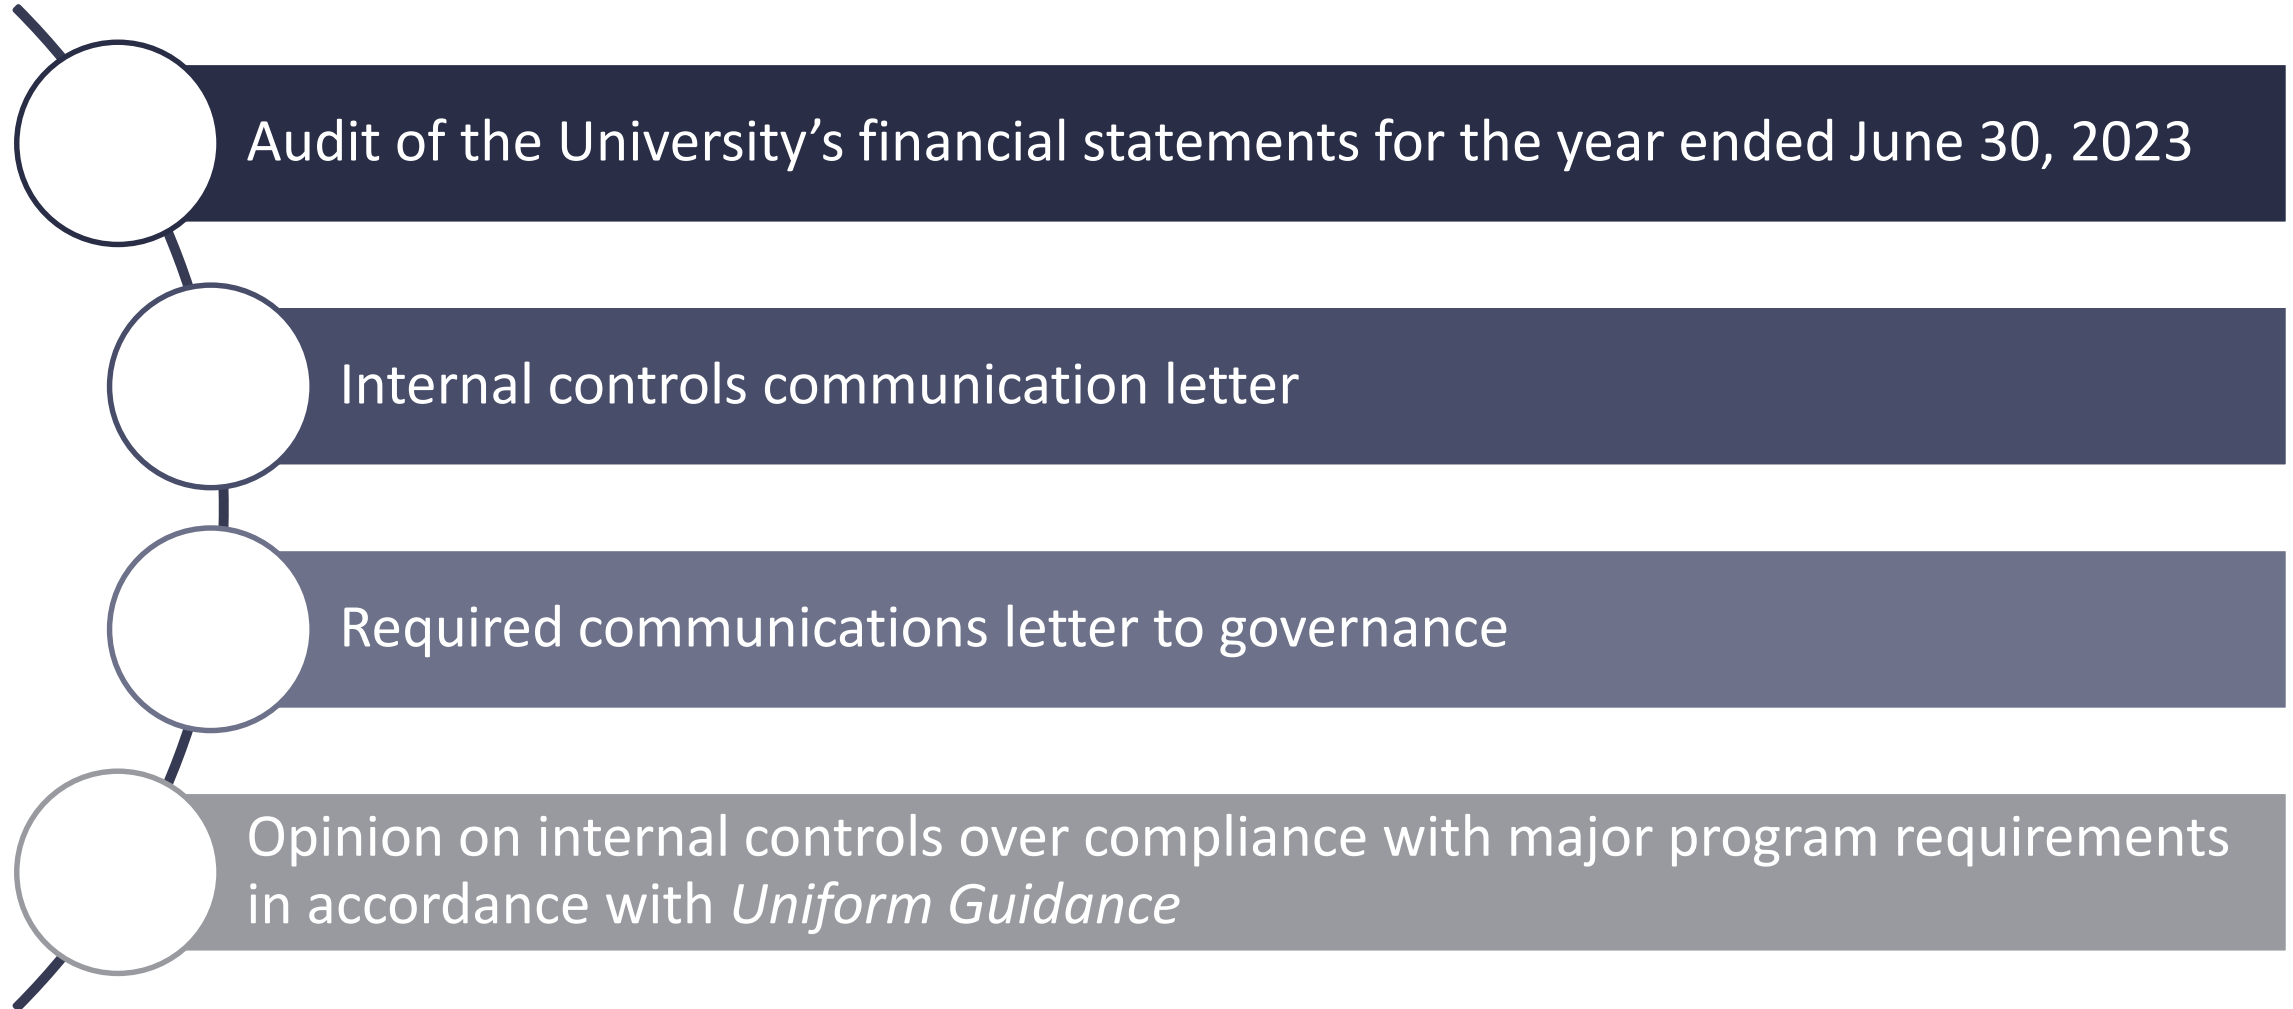 Audit of the University’s financial statements for the year ended June 30, 2023
Internal controls communication letter
Required communications letter to governance
Opinion on internal controls over compliance with major program requirements
in accordance with Uniform Guidance